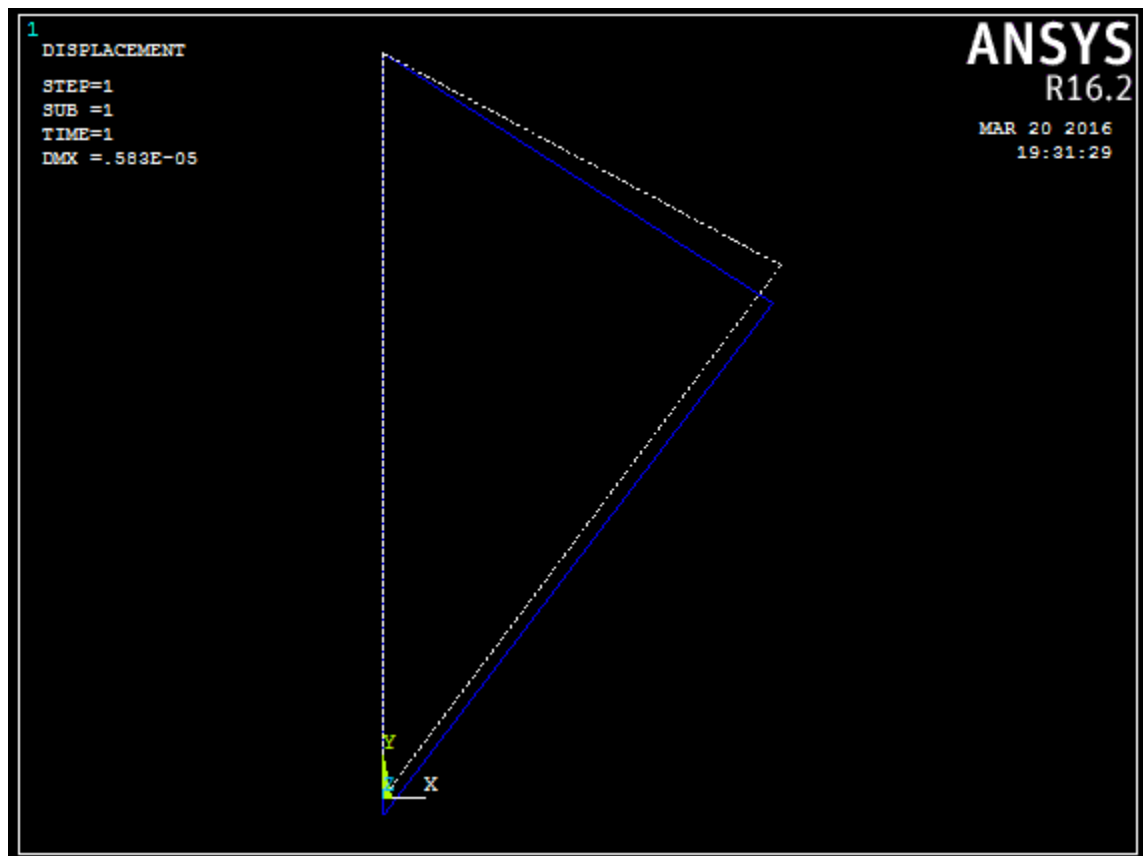 1
DISPLACEMENT
STEP=1
SUB =1
TIME=1
DMX =.583E-05
ANSYS
R16.2
MAR 20 2016
19:31:29
Y
Z
X